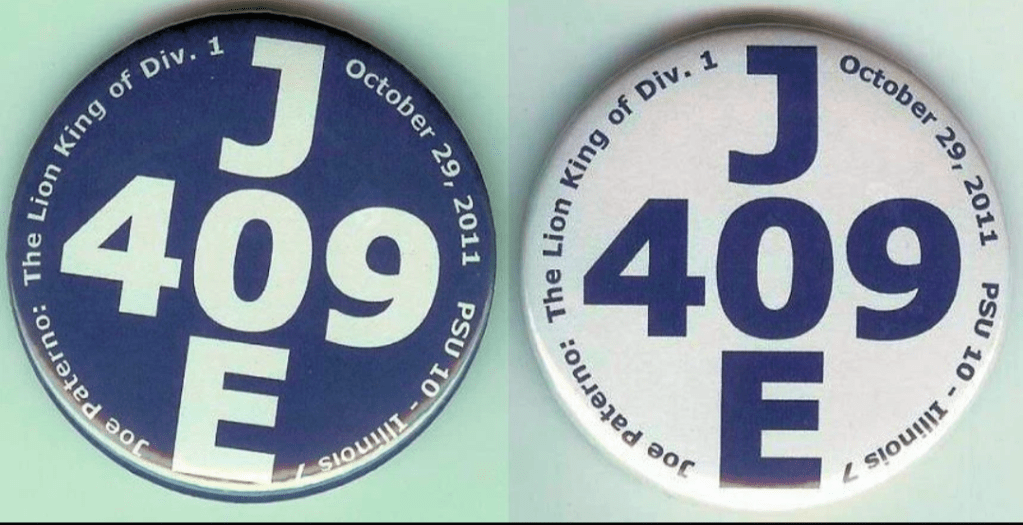 Joe Paterno: The Lion King of Div. 1
October 29, 2011 PSU 10 - Illinois 7
J
409
E
Joe Paterno: The Lion King of Div. 1
October 29, 2011 PSU 10 - Illinois 7
J
409
E